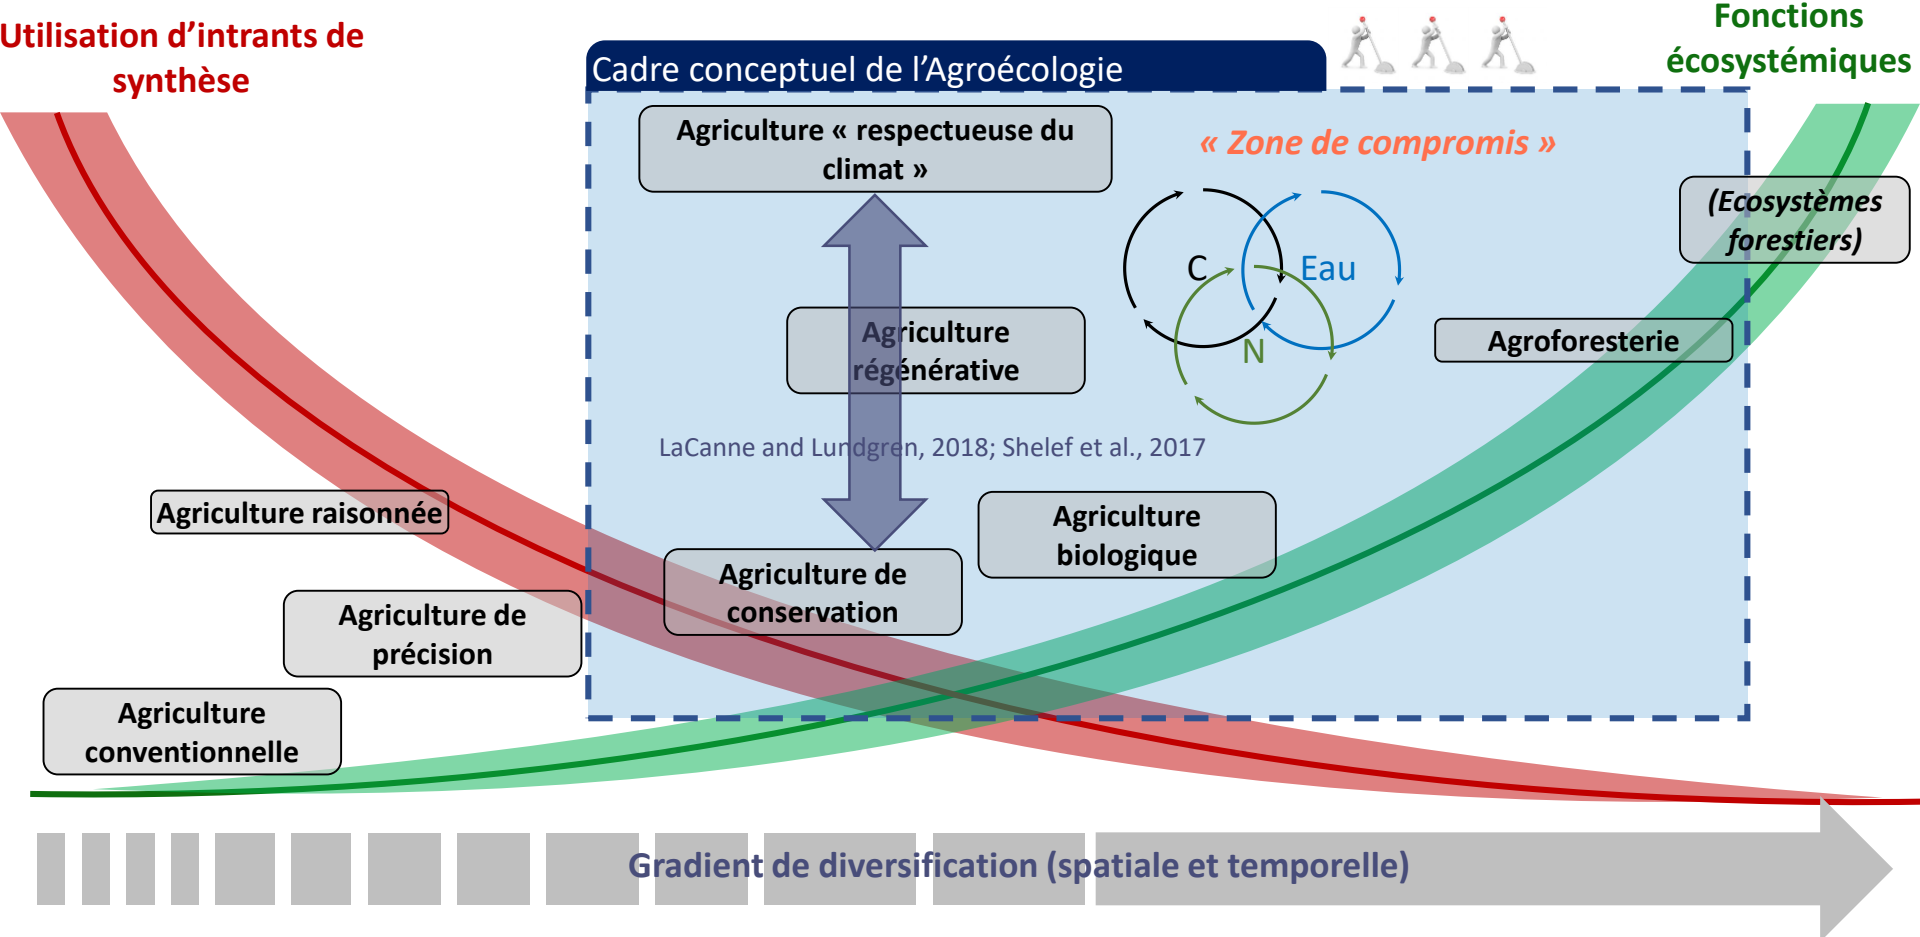 Utilisation d’intrants de
synthèse
Fonctions
écosystémiques
Cadre conceptuel de l’Agroécologie
Agriculture « respectueuse du
climat »
« Zone de compromis »
(Ecosystèmes
forestiers)
C
Eau
N
Agriculture
régénérative
Agroforesterie
LaCanne and Lundgren, 2018; Shelef et al., 2017
Agriculture raisonnée
Agriculture
biologique
Agriculture de
conservation
Agriculture de
précision
Agriculture
conventionnelle
Gradient de diversification (spatiale et temporelle)